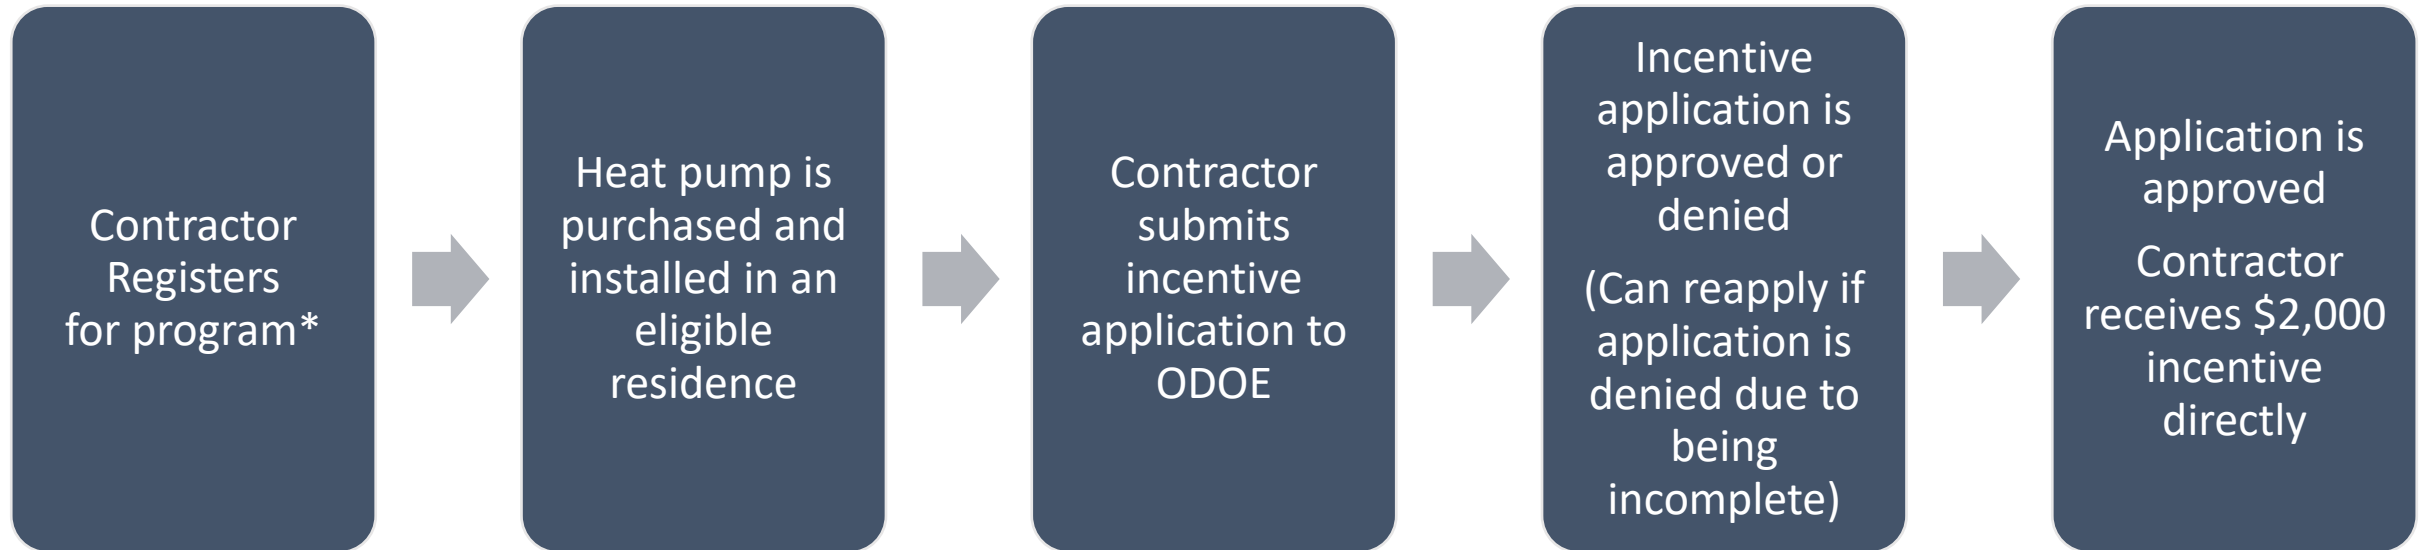 Contractor
Registers
for program*
Heat pump is
purchased and
installed in an
eligible
residence
Contractor
submits
incentive
application to
ODOE
Incentive
application is
approved or
denied
(Can reapply if
application is
denied due to
being
incomplete)
Application is
approved
Contractor
receives $2,000
incentive
directly